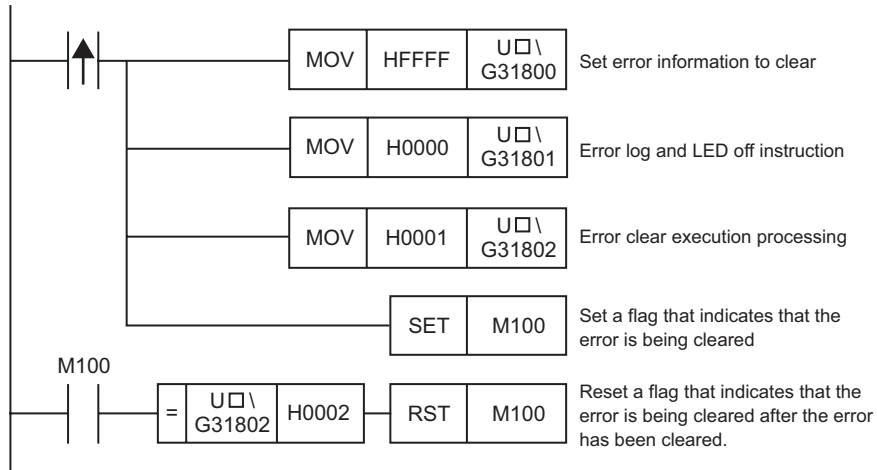 MOV HFFFF U□\ G31800 Set error information to clear
MOV H0000 U□\ G31801 Error log and LED off instruction
MOV H0001 U□\ G31802 Error clear execution processing
SET M100 Set a flag that indicates that the
error is being cleared
M100
= U□\ G31802 H0002 RST M100 Reset a flag that indicates that the
error is being cleared after the error
has been cleared.